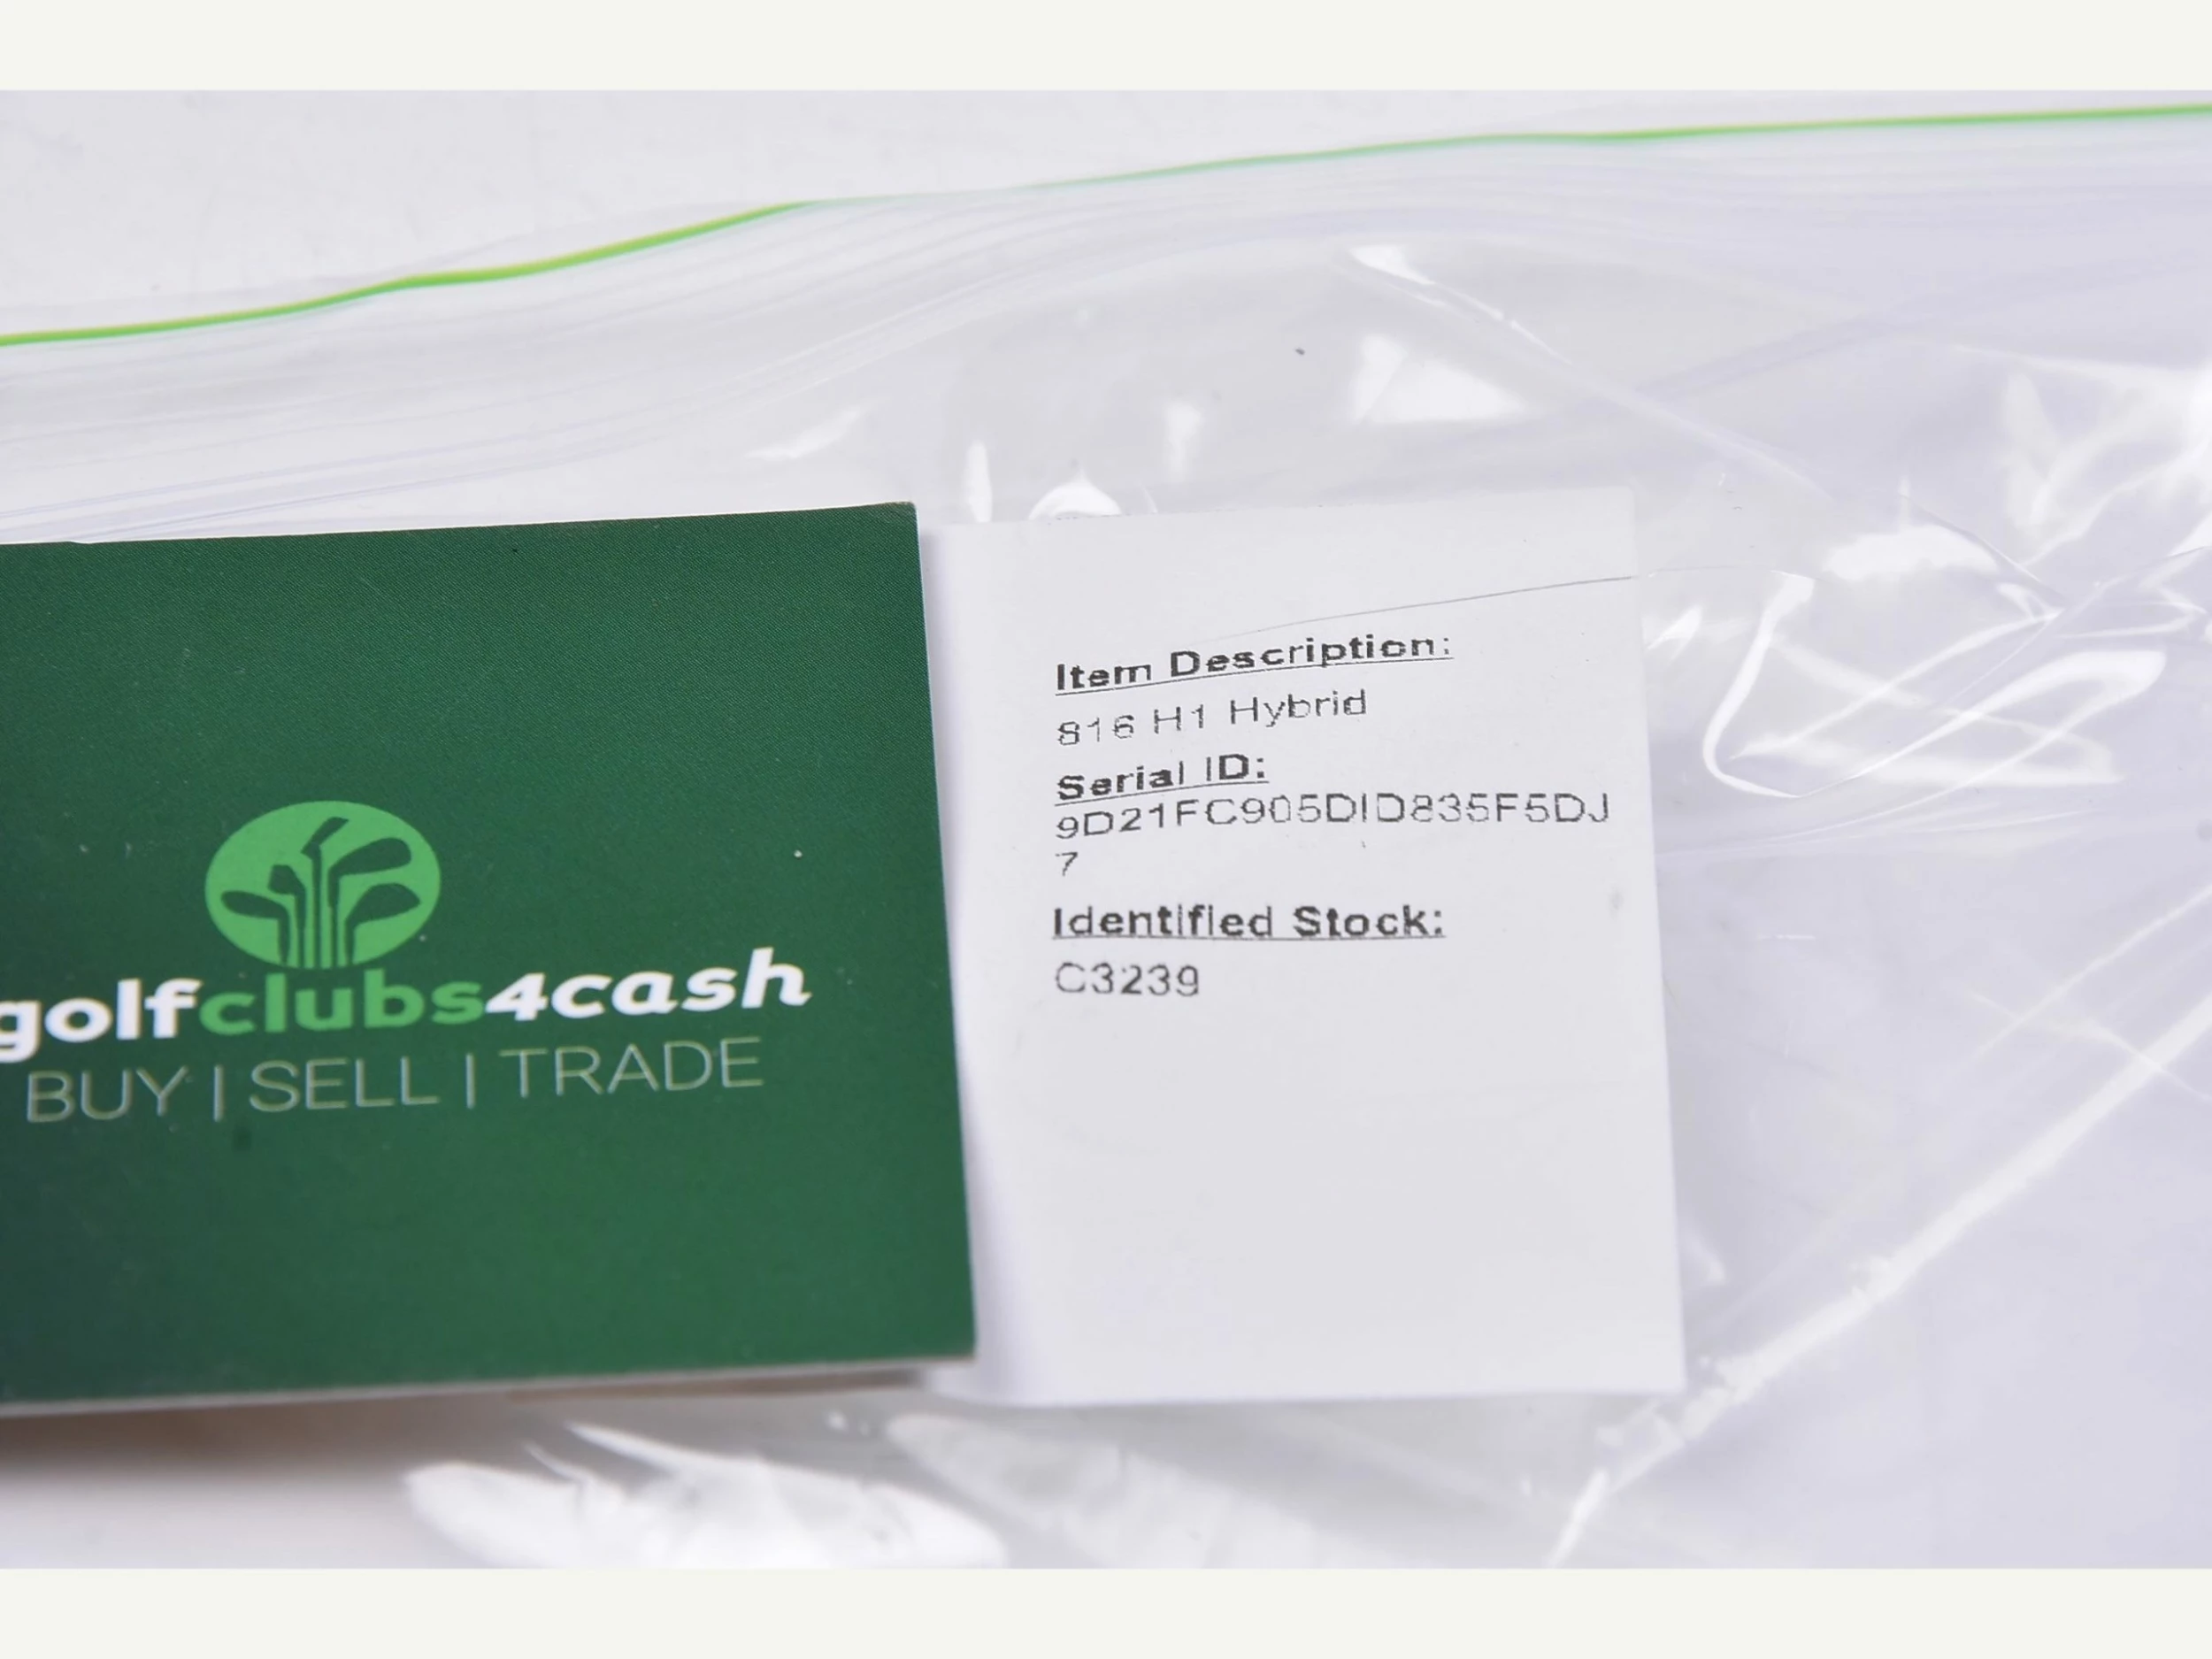 golfclubs4cash
BUY | SELL | TRADE
Item Description:
816 H1 Hybrid
Serial ID:
9D21FC905DID835F5DJ
7
Identified Stock:
C3239